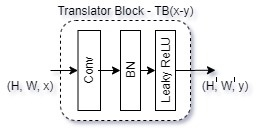 Translator Block - TB(x-y)
Conv
BN
Leaky ReLU
(H, W, x)
(H', W', y)